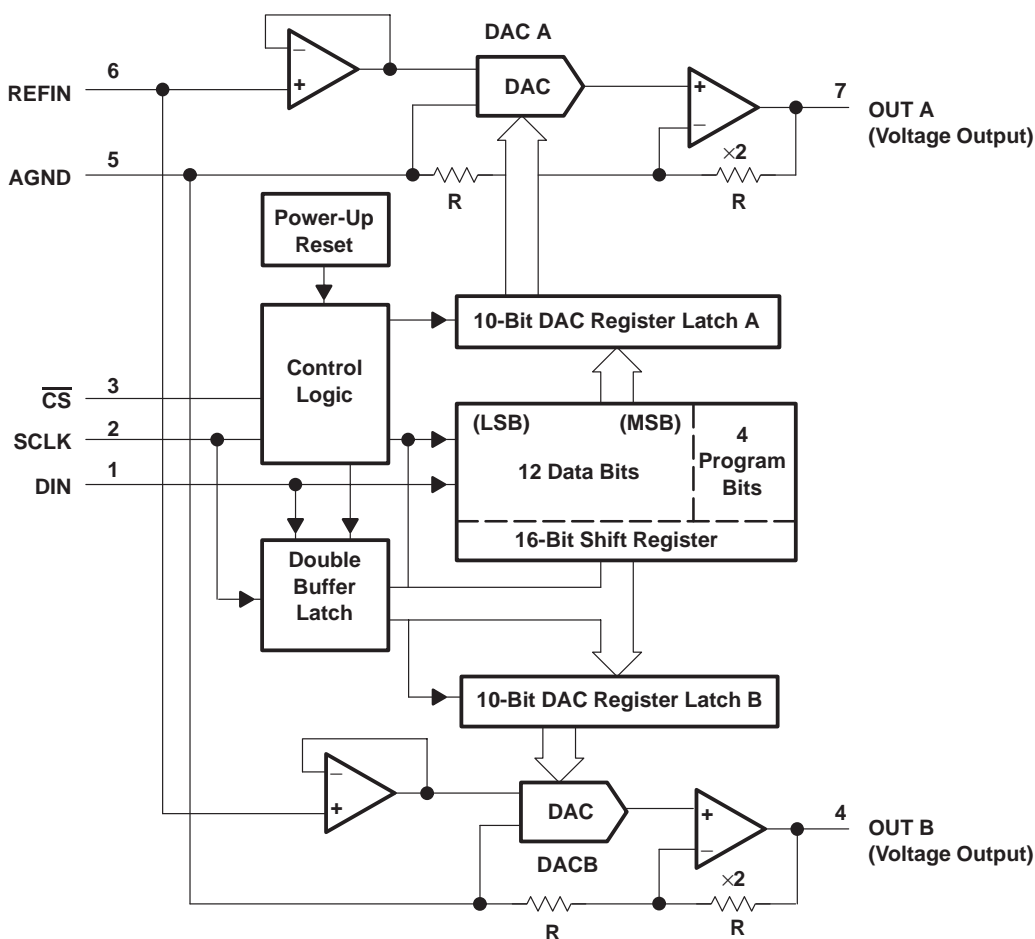 DAC A
6
REFIN
−
+
DAC
+
−
7
OUT A
(Voltage Output)
5
AGND
R
×2
R
Power-Up
Reset
10-Bit DAC Register Latch A
Control
Logic
3
CS
2
SCLK
1
DIN
(LSB)
(MSB)
12 Data Bits
4
Program
Bits
16-Bit Shift Register
Double
Buffer
Latch
10-Bit DAC Register Latch B
−
+
DAC
DACB
+
−
4
OUT B
(Voltage Output)
R
×2
R